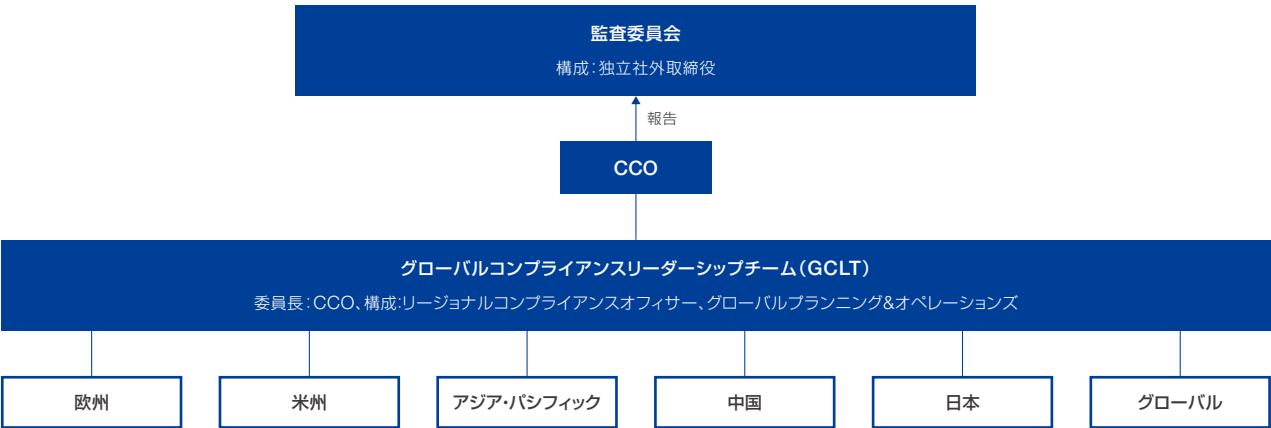 監査委員会
構成：独立社外取締役
報告
CCO
グローバルコンプライアンスリーダーシップチーム（GCLT）
委員長：CCO、構成:リージョナルコンプライアンスオフィサー、グローバルプランニング&オペレーションズ
欧州
米州
アジア・パシフィック
中国
日本
グローバル